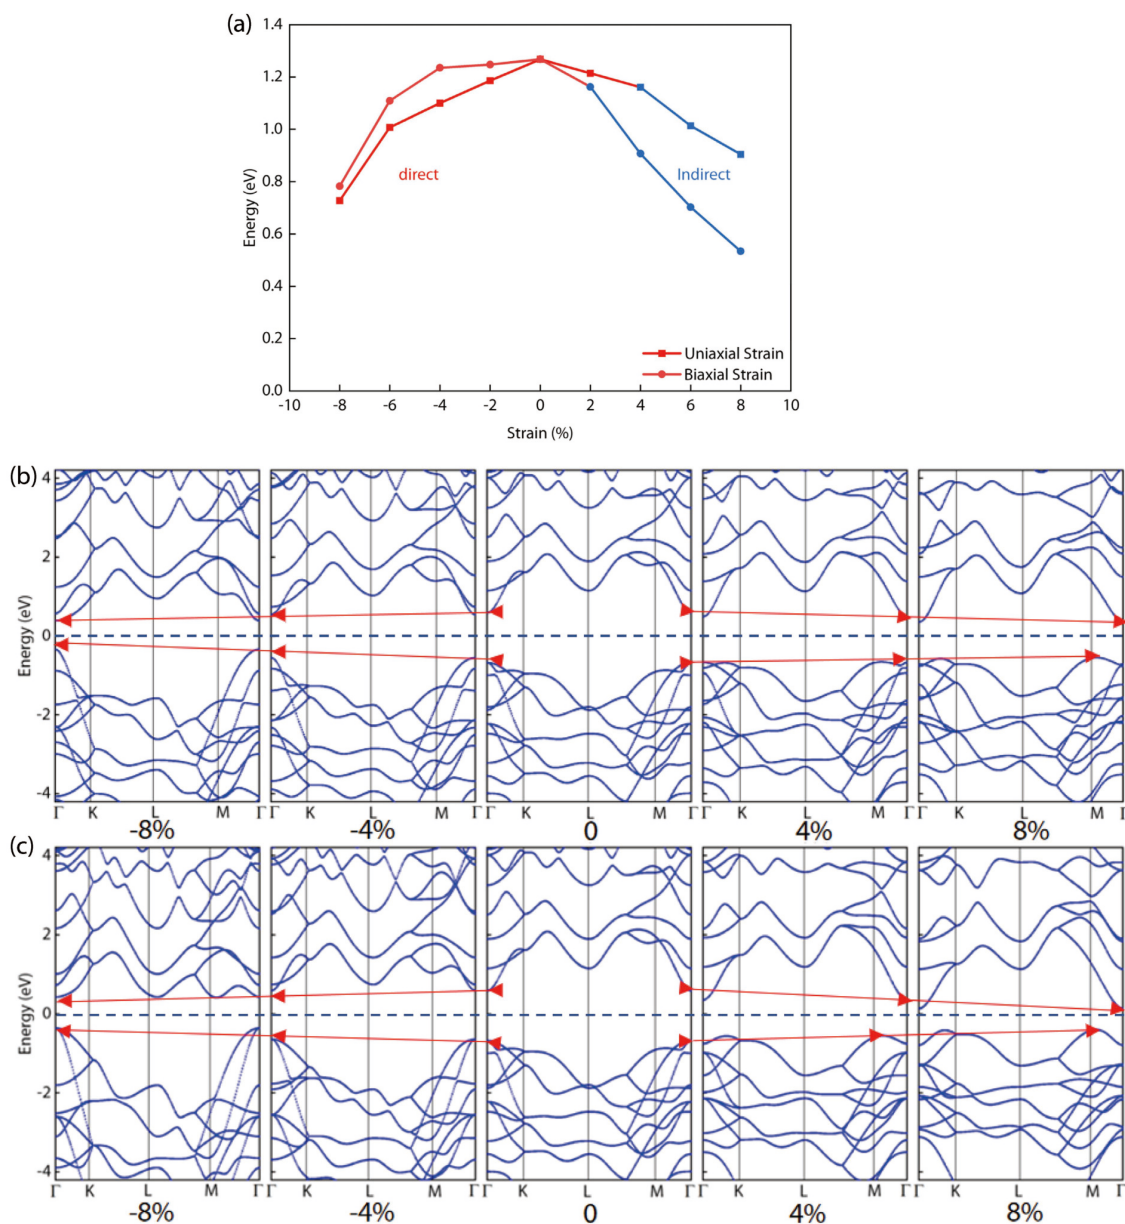 (a)
1.4
1.2
1.0
0.8
0.6
0.4
0.2
0.0
Energy (eV)
direct
Indirect
Uniaxial Strain
Biaxial Strain
-10 -8 -6 -4 -2 0 2 4 6 8 10
Strain (%)
(b)
4
2
0
-2
-4
Energy (eV)
Γ K L M Γ Γ K L M Γ Γ K L M Γ Γ K L M Γ Γ K L M Γ
-8% -4% 0 4% 8%
(c)
4
2
0
-2
-4
Energy (eV)
Γ K L M Γ Γ K L M Γ Γ K L M Γ Γ K L M Γ Γ K L M Γ
-8% -4% 0 4% 8%